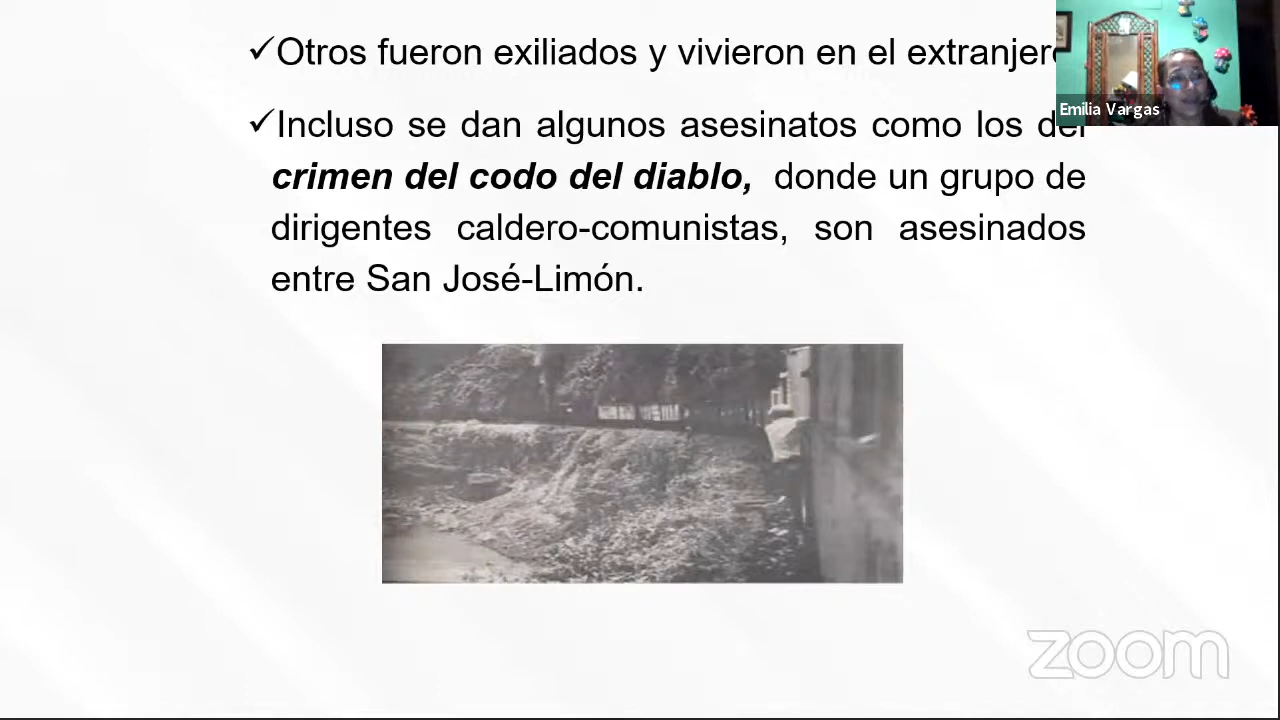 ✓Otros fueron exiliados y vivieron en el extranjero
Emilia Vargas
✓Incluso se dan algunos asesinatos como los del
crimen del codo del diablo, donde un grupo de
dirigentes caldero-comunistas, son asesinados
entre San José-Limón.
zoom